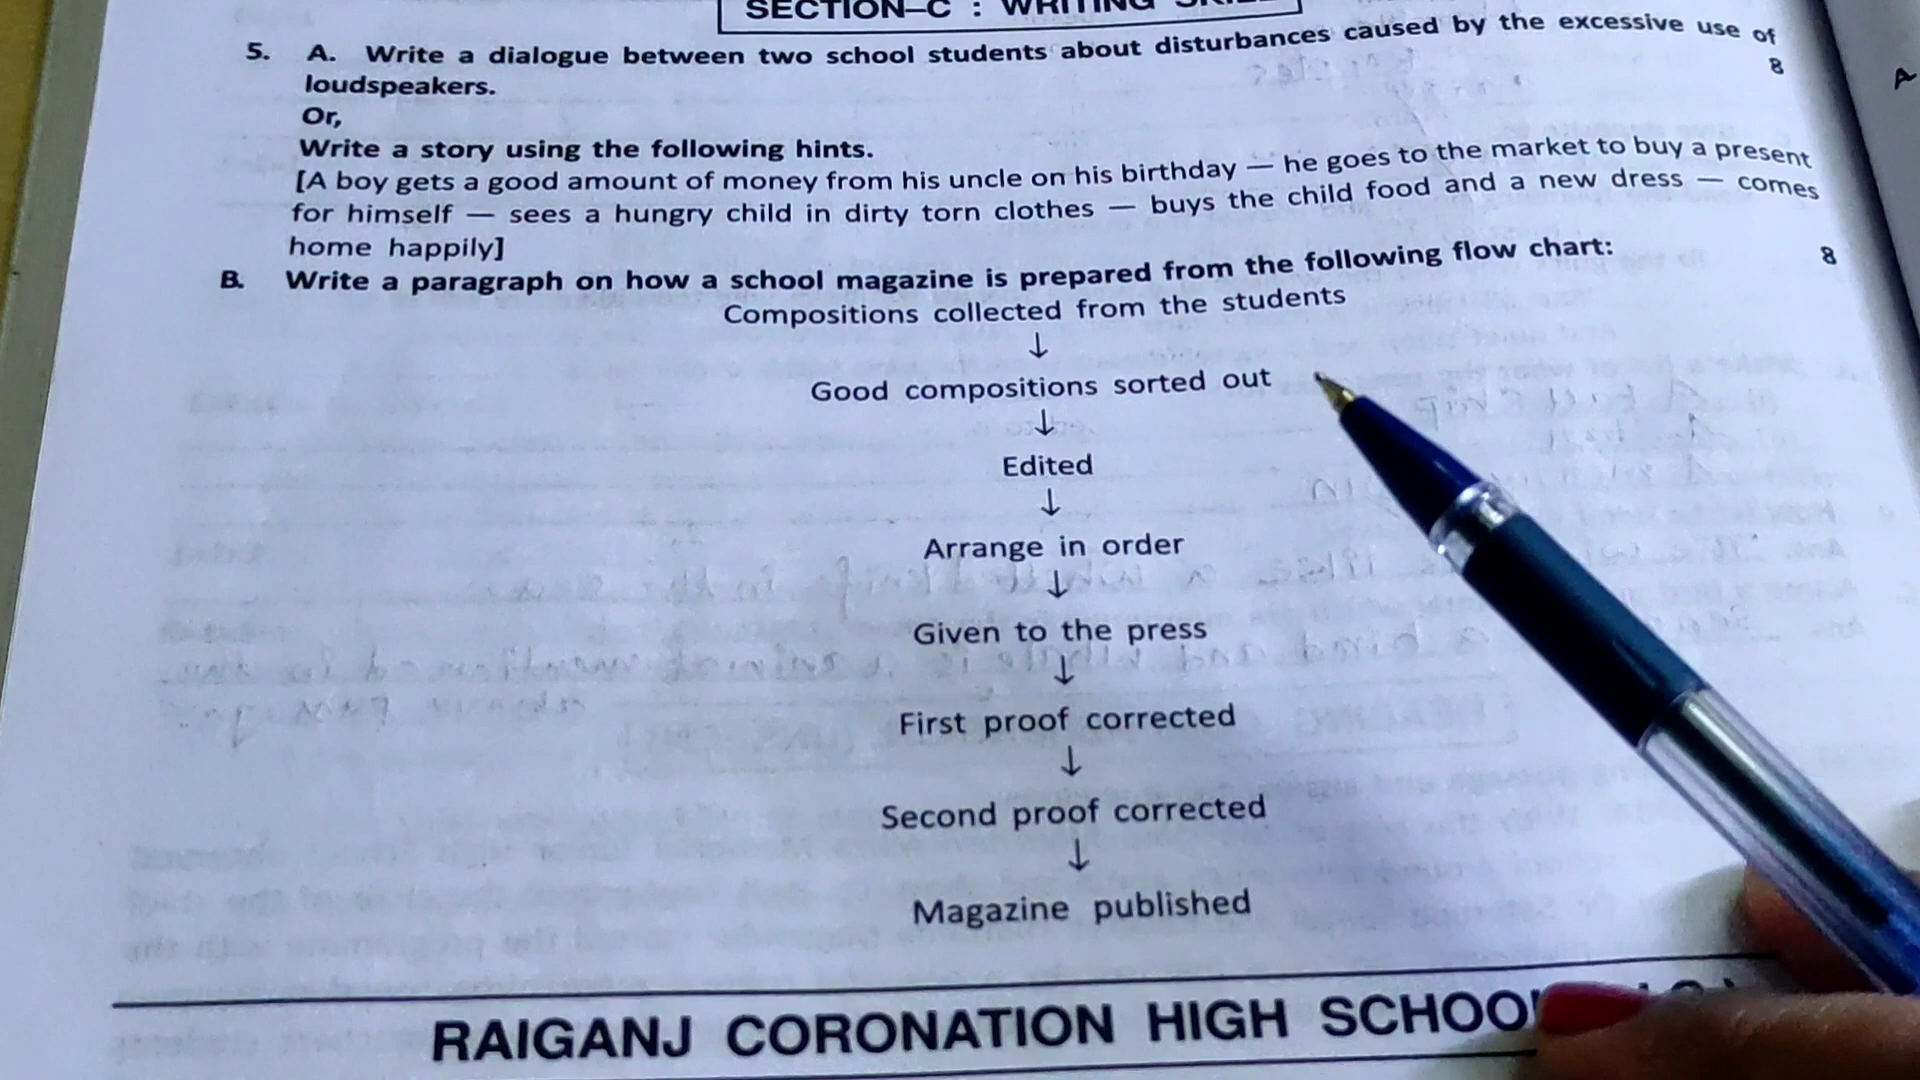 SECTION–C : WRITING
5. A. Write a dialogue between two school students about disturbances caused by the excessive use of
loudspeakers. 8
Or,
Write a story using the following hints.
[A boy gets a good amount of money from his uncle on his birthday — he goes to the market to buy a present
for himself — sees a hungry child in dirty torn clothes — buys the child food and a new dress — comes
home happily]
B. Write a paragraph on how a school magazine is prepared from the following flow chart: 8
Compositions collected from the students
↓
Good compositions sorted out
↓
Edited
↓
Arrange in order
↓
Given to the press
↓
First proof corrected
↓
Second proof corrected
↓
Magazine published
RAIGANJ CORONATION HIGH SCHOOL